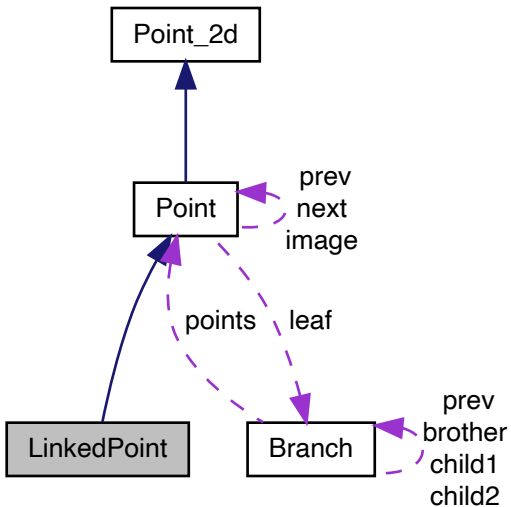 Point_2d
Point
prev
next
image
points
leaf
LinkedPoint
Branch
prev
brother
child1
child2